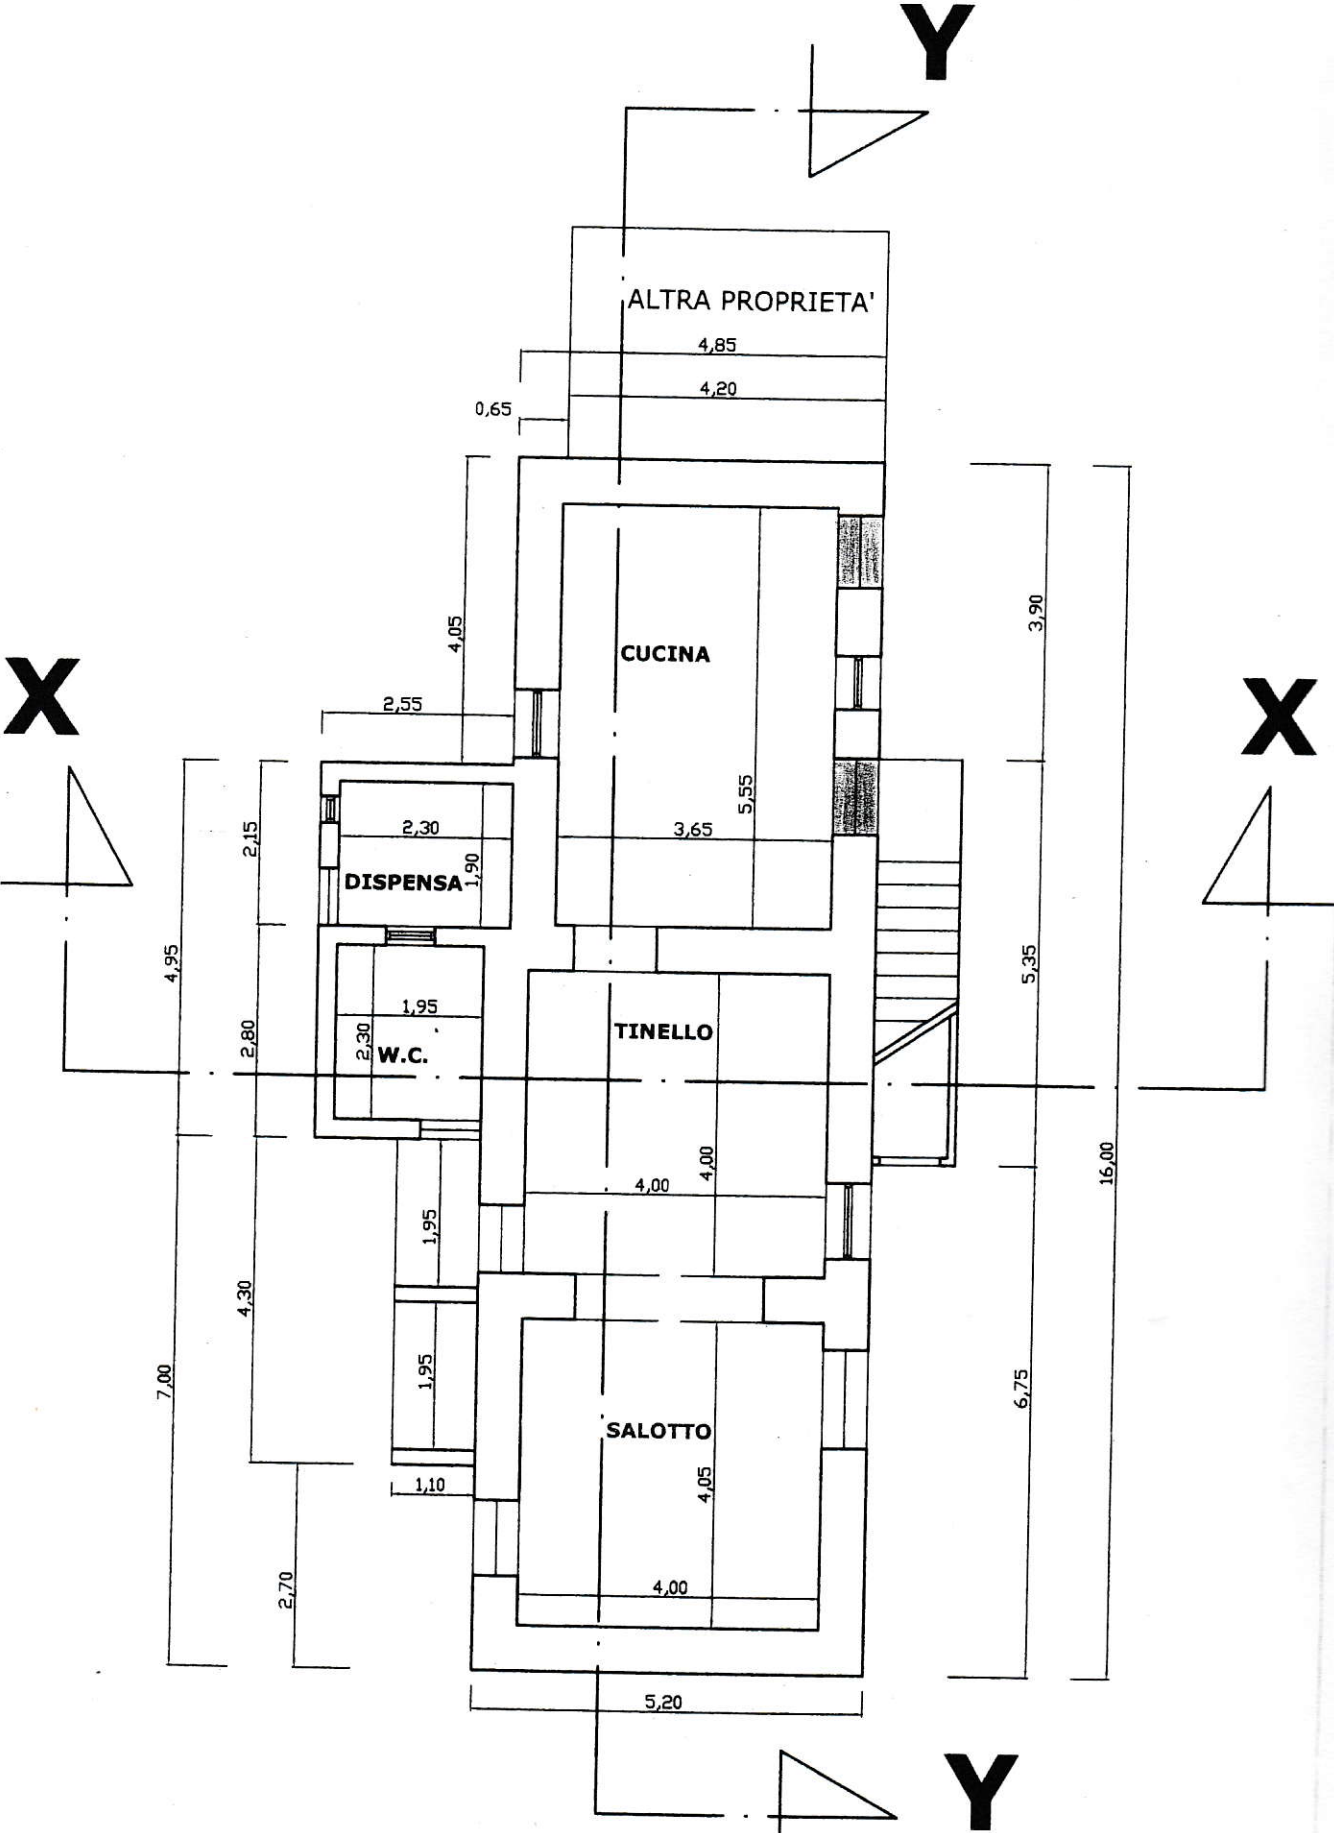 Y
ALTRA PROPRIETA'
4,85
4,20
0,65
4,05
3,90
CUCINA
X
X
2,55
5,55
2,15
2,30
3,65
1,90
DISPENSA
4,95
5,35
1,95
2,80
2,30
TINELLO
W.C.
16,00
4,00
4,00
1,95
4,30
1,95
7,00
6,75
SALOTTO
1,10
4,05
2,70
4,00
5,20
Y